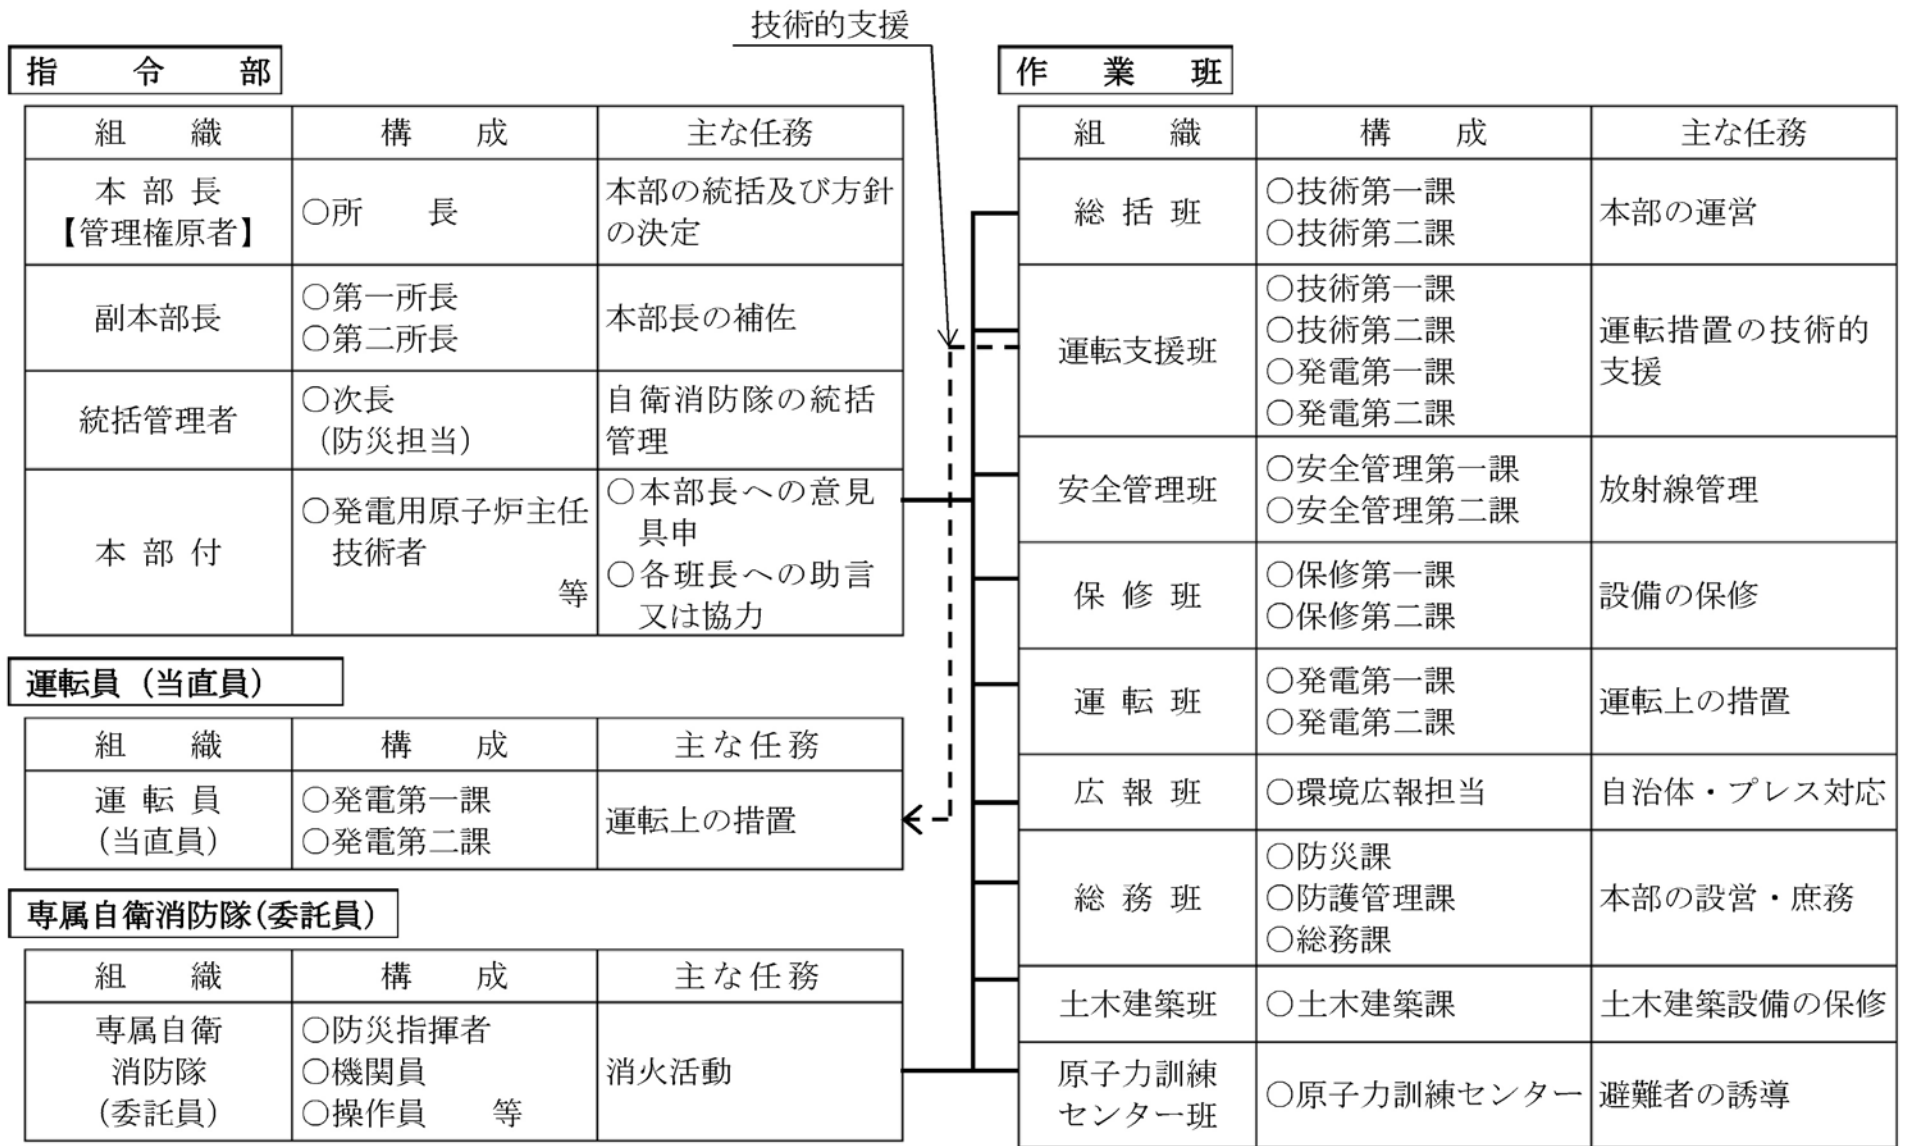 技術的支援
指　令　部
組　織　構　成　主な任務
本 部 長
【管理権原者】
○所　長
本部の統括及び方針
の決定
副本部長
○第一所長
○第二所長
本部長の補佐
統括管理者
○次長
（防災担当）
自衛消防隊の統括
管理
本 部 付
○発電用原子炉主任
技術者
等
○本部長への意見
具申
○各班長への助言
又は協力
運転員（当直員）
組　織　構　成　主な任務
運 転 員
（当直員）
○発電第一課
○発電第二課
運転上の措置
専属自衛消防隊（委託員）
組　織　構　成　主な任務
専属自衛
消防隊
（委託員）
○防災指揮者
○機関員
○操作員　等
消火活動
作　業　班
組　織　構　成　主な任務
総 括 班
○技術第一課
○技術第二課
本部の運営
運転支援班
○技術第一課
○技術第二課
○発電第一課
○発電第二課
運転措置の技術的
支援
安全管理班
○安全管理第一課
○安全管理第二課
放射線管理
保 修 班
○保修第一課
○保修第二課
設備の保修
運 転 班
○発電第一課
○発電第二課
運転上の措置
広 報 班
○環境広報担当
自治体・プレス対応
総 務 班
○防災課
○防護管理課
○総務課
本部の設営・庶務
土木建築班
○土木建築課
土木建築設備の保修
原子力訓練
センター班
○原子力訓練センター
避難者の誘導